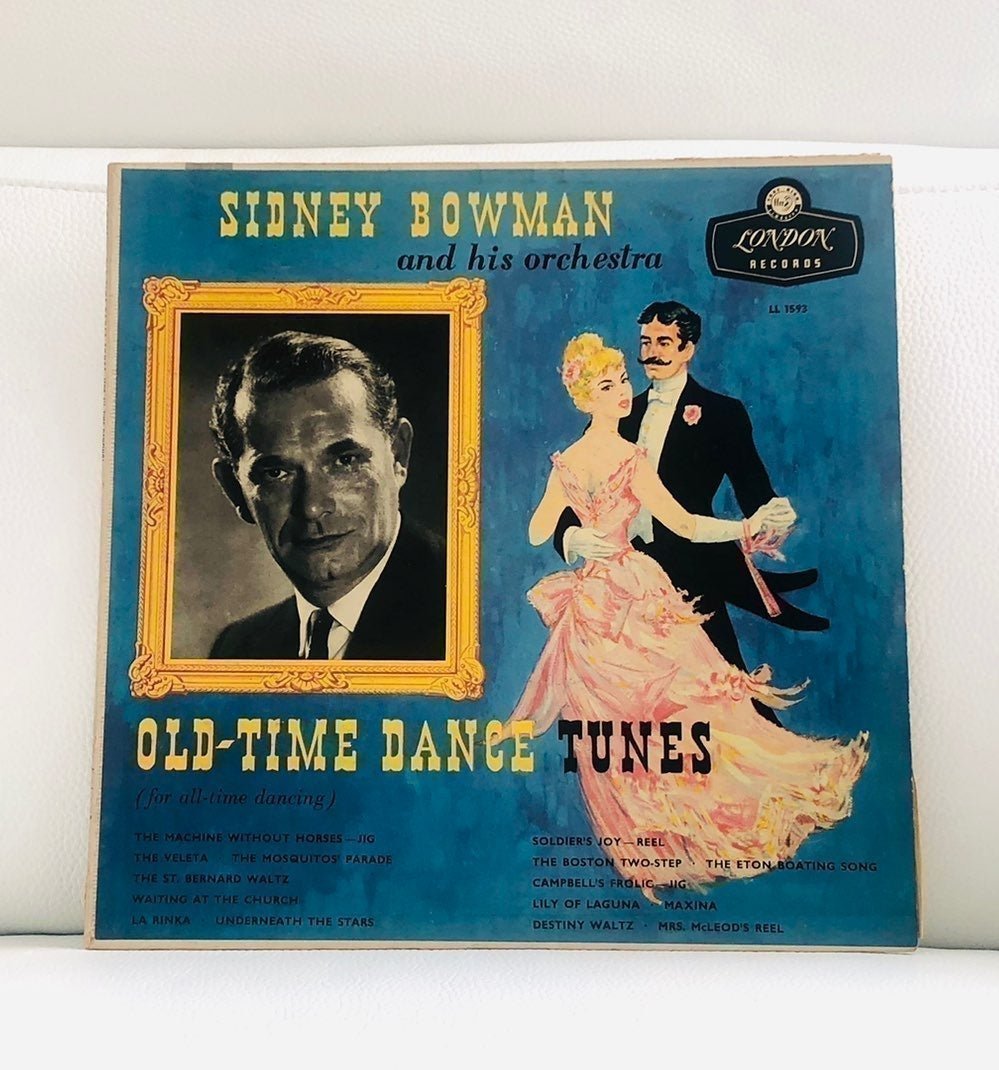 SIDNEY BOWMAN
and his orchestra
LONDON
RECORDS
LL 1593
OLD-TIME DANCE TUNES
(for all-time dancing)
THE MACHINE WITHOUT HORSES—JIG
THE VELETA · THE MOSQUITOS' PARADE
THE ST. BERNARD WALTZ
WAITING AT THE CHURCH
LA RINKA · UNDERNEATH THE STARS
SOLDIER'S JOY—REEL
THE BOSTON TWO-STEP · THE ETON BOATING SONG
CAMPBELL'S FROLIC—JIG
LILY OF LAGUNA · MAXINA
DESTINY WALTZ · MRS. McLEOD'S REEL